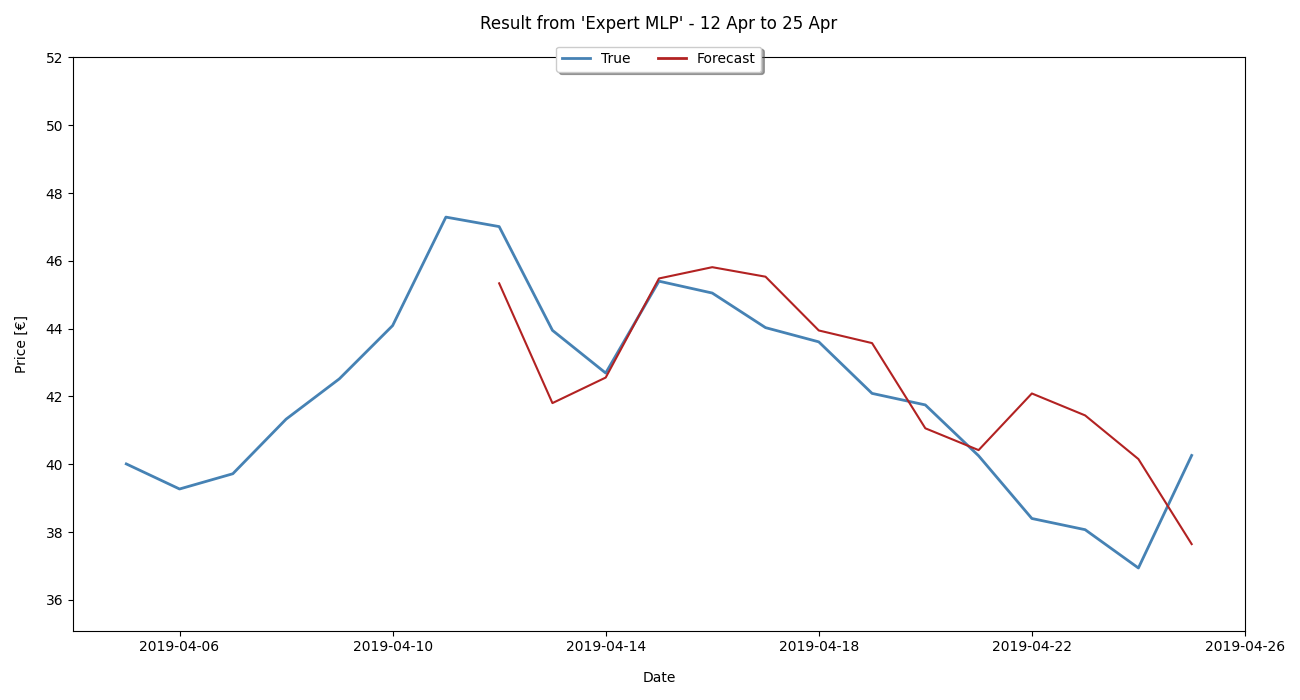 Result from 'Expert MLP' - 12 Apr to 25 Apr
True Forecast
52
50
48
46
44
42
40
38
36
Price [€]
2019-04-06 2019-04-10 2019-04-14 2019-04-18 2019-04-22 2019-04-26
Date